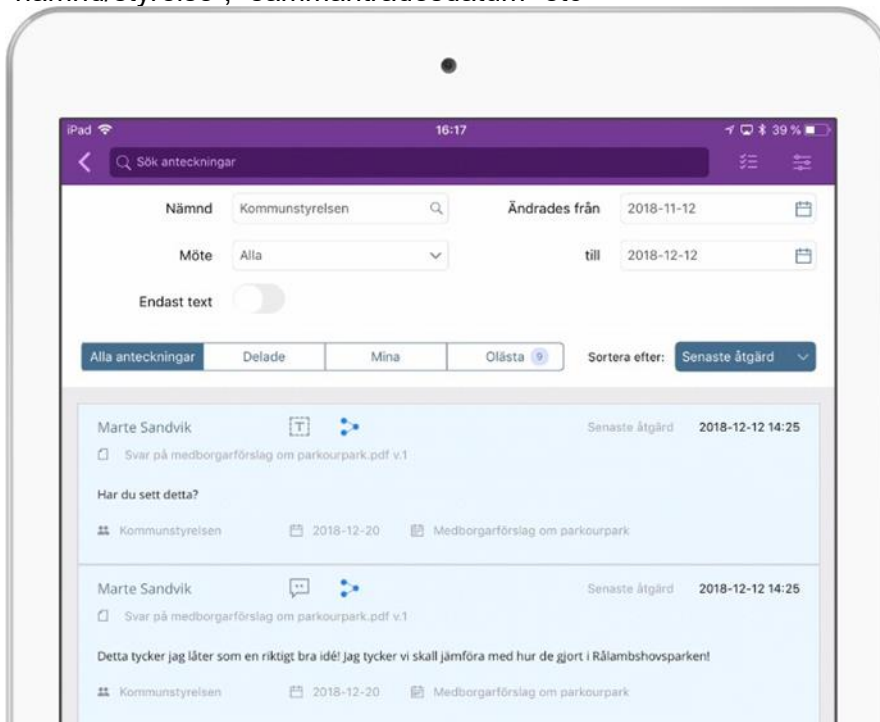 nämnd/styrelse", "sammanträdesdatum" etc
iPad 16:17 39 %
Sök anteckningar
Nämnd Kommunstyrelsen Ändrades från 2018-11-12
Möte Alla till 2018-12-12
Endast text
Alla anteckningar Delade Mina Olästa 9 Sortera efter: Senaste åtgärd
Marte Sandvik T Senaste åtgärd 2018-12-12 14:25
Svar på medborgarförslag om parkourpark.pdf v.1
Har du sett detta?
Kommunstyrelsen 2018-12-20 Medborgarförslag om parkourpark
Marte Sandvik Senaste åtgärd 2018-12-12 14:25
Svar på medborgarförslag om parkourpark.pdf v.1
Detta tycker jag låter som en riktigt bra idé! Jag tycker vi skall jämföra med hur de gjort i Rålambshovsparken!
Kommunstyrelsen 2018-12-20 Medborgarförslag om parkourpark